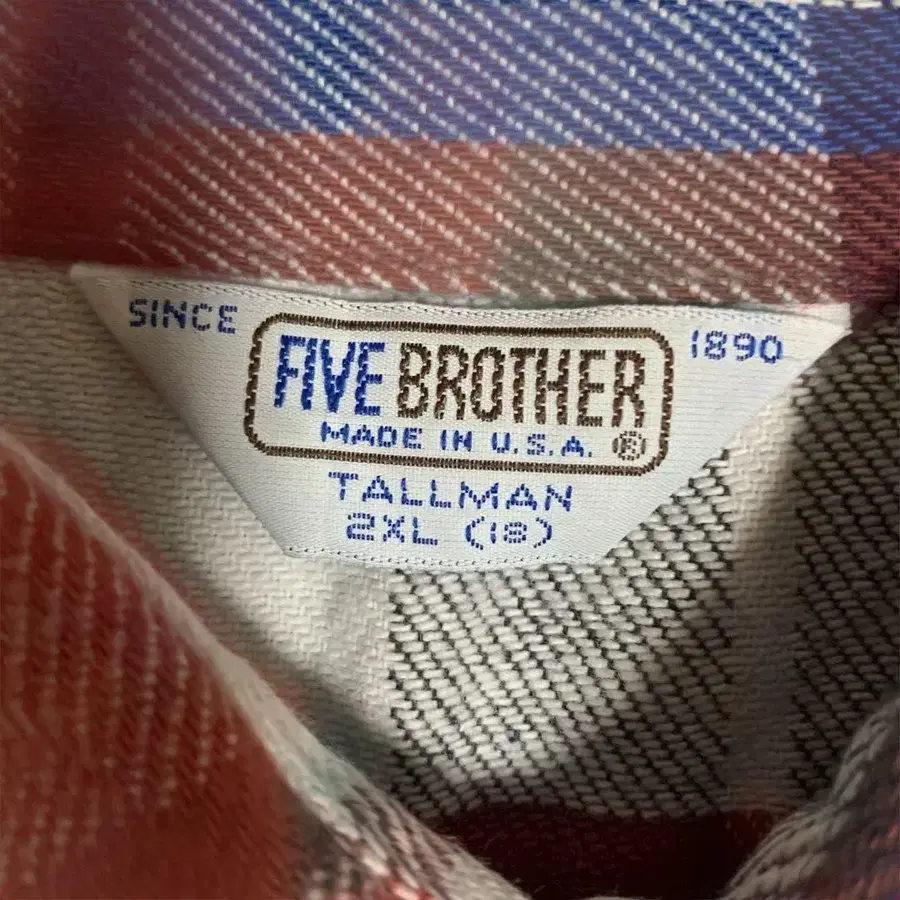 SINCE 1890
FIVE BROTHER
MADE IN U.S.A. ®
TALLMAN
2XL (18)